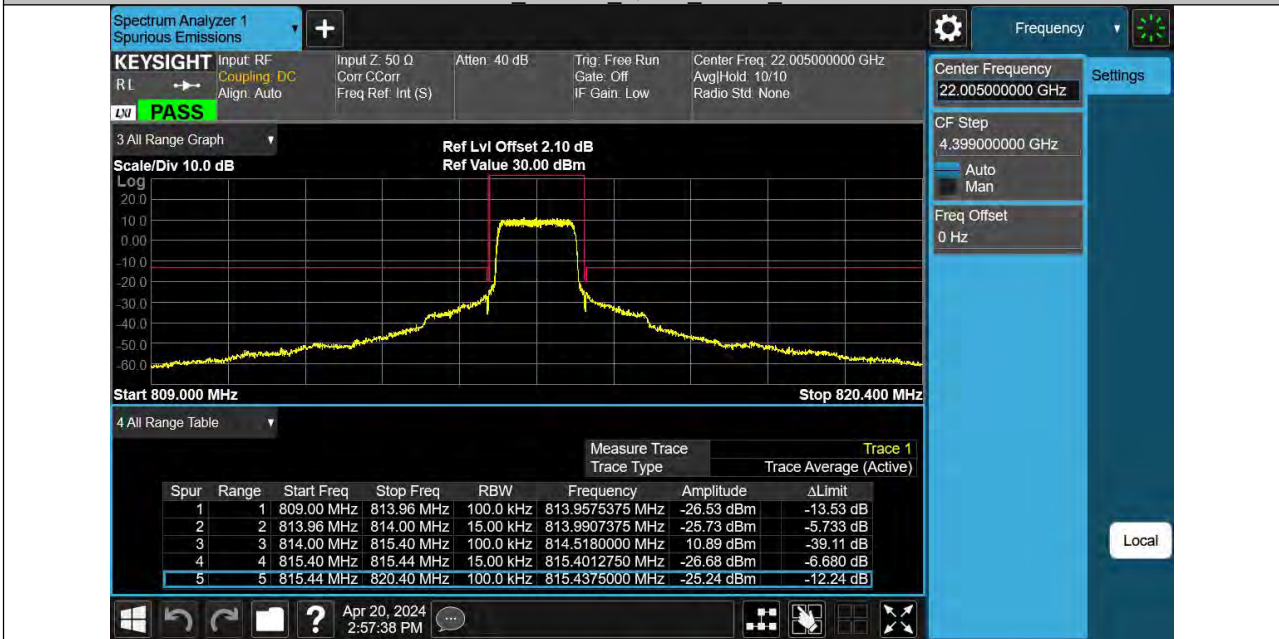 Spectrum Analyzer 1
Spurious Emissions
Frequency
KEYSIGHT
RL
LXI
PASS
Input: RF
Coupling: DC
Align: Auto
Input Z: 50 Ω
Corr CCorr
Freq Ref: Int (S)
Atten: 40 dB
Trig: Free Run
Gate: Off
IF Gain: Low
Center Freq: 22.005000000 GHz
Avg|Hold: 10/10
Radio Std: None
Center Frequency
22.005000000 GHz
Settings
CF Step
4.399000000 GHz
Auto
Man
Freq Offset
0 Hz
3 All Range Graph
Scale/Div 10.0 dB
Ref Lvl Offset 2.10 dB
Ref Value 30.00 dBm
Log
20.0
10.0
0.00
-10.0
-20.0
-30.0
-40.0
-50.0
-60.0
Start 809.000 MHz Stop 820.400 MHz
4 All Range Table
Measure Trace Trace 1
Trace Type Trace Average (Active)
Spur Range Start Freq Stop Freq RBW Frequency Amplitude ∆Limit
1 1 809.00 MHz 813.96 MHz 100.0 kHz 813.9575375 MHz -26.53 dBm -13.53 dB
2 2 813.96 MHz 814.00 MHz 15.00 kHz 813.9907375 MHz -25.73 dBm -5.733 dB
3 3 814.00 MHz 815.40 MHz 100.0 kHz 814.5180000 MHz 10.89 dBm -39.11 dB
4 4 815.40 MHz 815.44 MHz 15.00 kHz 815.4012750 MHz -26.68 dBm -6.680 dB
5 5 815.44 MHz 820.40 MHz 100.0 kHz 815.4375000 MHz -25.24 dBm -12.24 dB
Local
Apr 20, 2024
2:57:38 PM